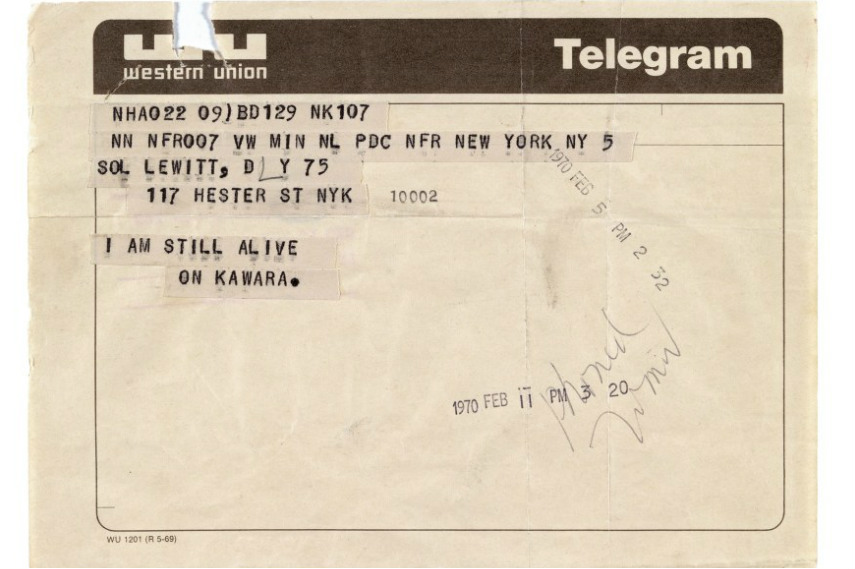 western union
Telegram
NHA022 09)BD129 NK107
NN NFR007 VW MIN NL PDC NFR NEW YORK NY 5
SOL LEWITT, D L Y 75
117 HESTER ST NYK 10002
1970 FEB 5 PM 2 32
I AM STILL ALIVE
ON KAWARA.
phoned
1970 FEB 11 PM 3 20
WU 1201 (R 5-69)